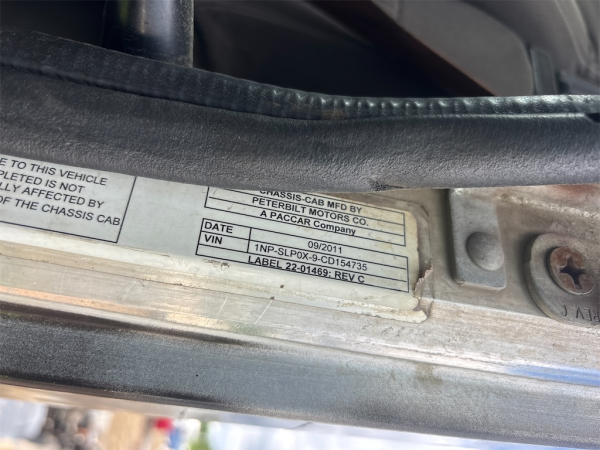 E TO THIS VEHICLE
PLETED IS NOT
LLY AFFECTED BY
OF THE CHASSIS CAB
CHASSIS-CAB MFD BY
PETERBILT MOTORS CO.
A PACCAR Company
DATE 09/2011
VIN 1NP-SLP0X-9-CD154735
LABEL 22-01469; REV C
REV